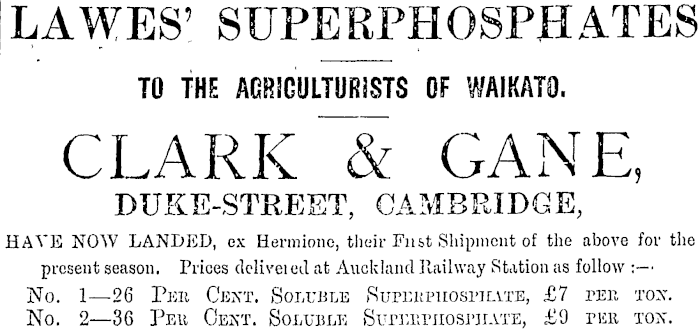 LAWES' SUPERPHOSPHATES
TO THE AGRICULTURISTS OF WAIKATO.
CLARK & GANE,
DUKE-STREET, CAMBRIDGE,
HAVE NOW LANDED, ex Hermione, their First Shipment of the above for the
present season. Prices delivered at Auckland Railway Station as follow :—
No. 1—26 PER CENT. SOLUBLE SUPERPHOSPHATE, £7 PER TON.
No. 2—36 PER CENT. SOLUBLE SUPERPHOSPHATE, £9 PER TON.